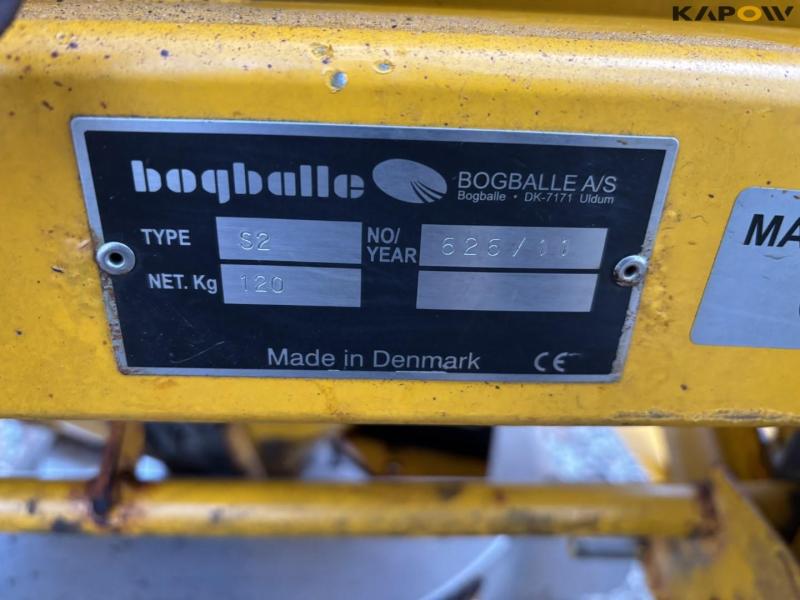 KAPOW
bogballe
BOGBALLE A/S
Bogballe • DK-7171 Uldum
TYPE S2 NO/ YEAR 626/11
NET. Kg 120
Made in Denmark CE
MA